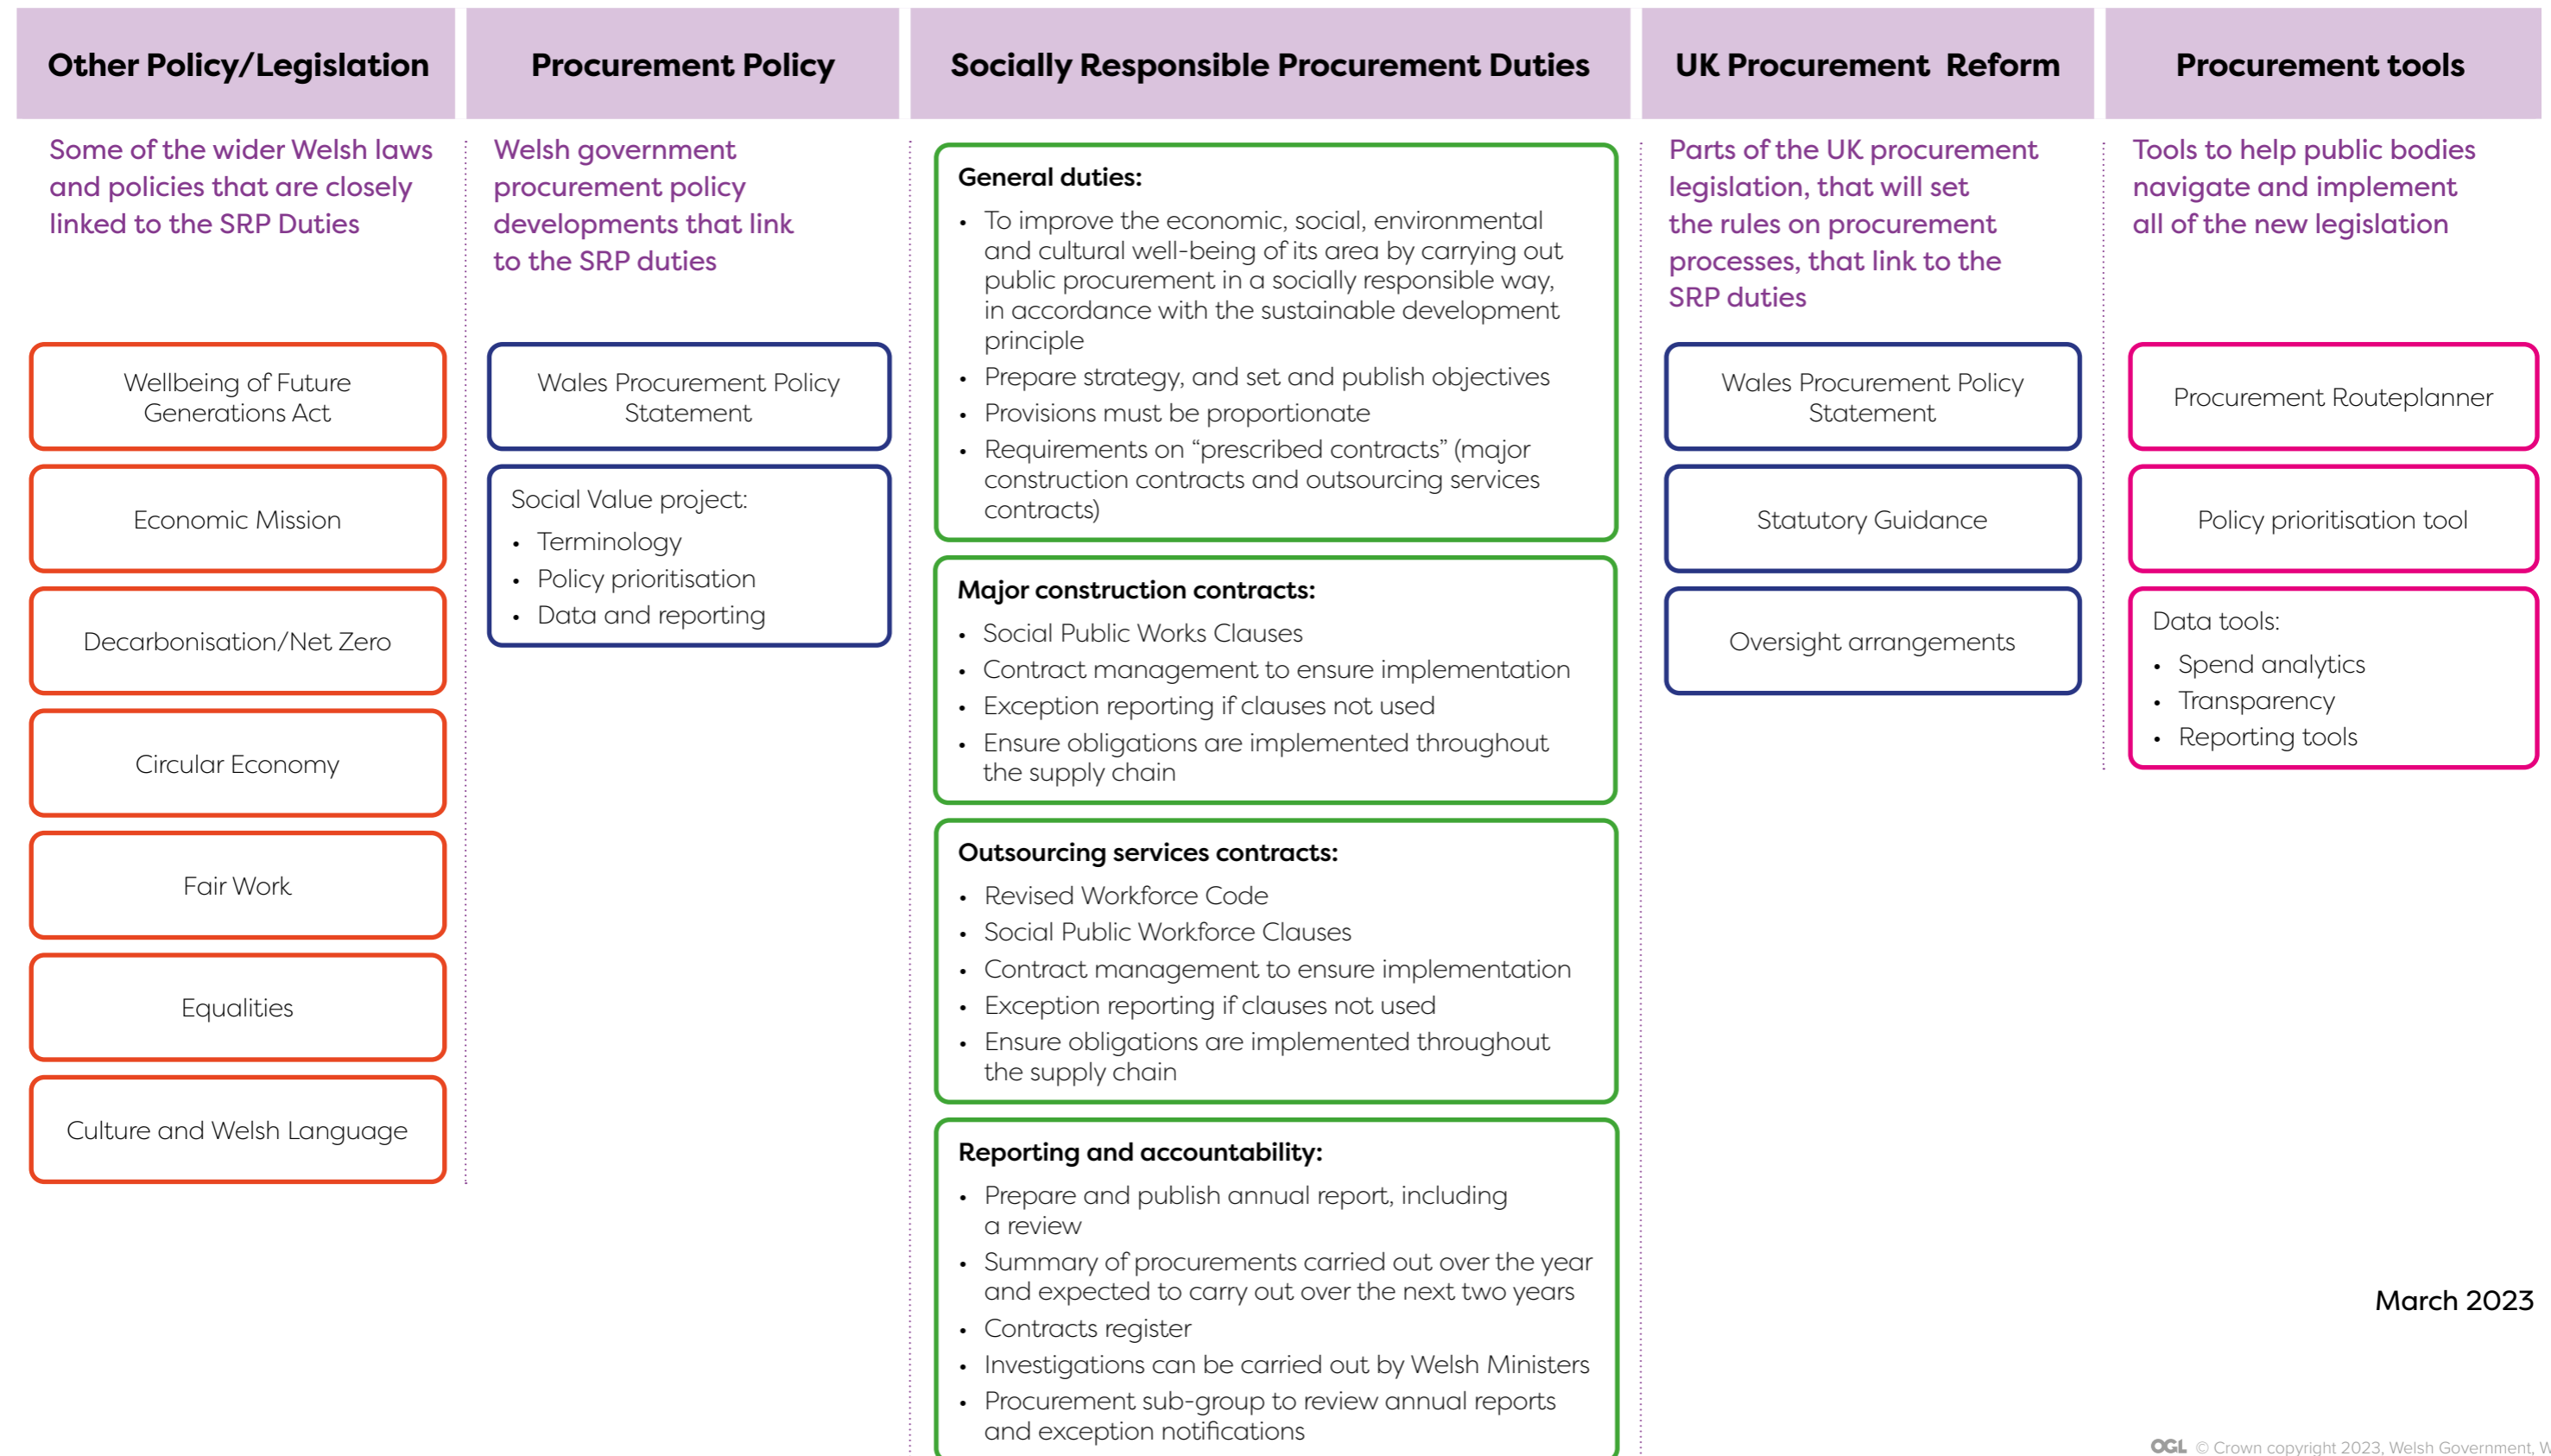 Other Policy/Legislation
Some of the wider Welsh laws
and policies that are closely
linked to the SRP Duties
Wellbeing of Future
Generations Act
Economic Mission
Decarbonisation/Net Zero
Circular Economy
Fair Work
Equalities
Culture and Welsh Language
Procurement Policy
Welsh government
procurement policy
developments that link
to the SRP duties
Wales Procurement Policy
Statement
Social Value project:
• Terminology
• Policy prioritisation
• Data and reporting
Socially Responsible Procurement Duties
General duties:
• To improve the economic, social, environmental
and cultural well-being of its area by carrying out
public procurement in a socially responsible way,
in accordance with the sustainable development
principle
• Prepare strategy, and set and publish objectives
• Provisions must be proportionate
• Requirements on “prescribed contracts” (major
construction contracts and outsourcing services
contracts)
Major construction contracts:
• Social Public Works Clauses
• Contract management to ensure implementation
• Exception reporting if clauses not used
• Ensure obligations are implemented throughout
the supply chain
Outsourcing services contracts:
• Revised Workforce Code
• Social Public Workforce Clauses
• Contract management to ensure implementation
• Exception reporting if clauses not used
• Ensure obligations are implemented throughout
the supply chain
Reporting and accountability:
• Prepare and publish annual report, including
a review
• Summary of procurements carried out over the year
and expected to carry out over the next two years
• Contracts register
• Investigations can be carried out by Welsh Ministers
• Procurement sub-group to review annual reports
and exception notifications
UK Procurement Reform
Parts of the UK procurement
legislation, that will set
the rules on procurement
processes, that link to the
SRP duties
Wales Procurement Policy
Statement
Statutory Guidance
Oversight arrangements
Procurement tools
Tools to help public bodies
navigate and implement
all of the new legislation
Procurement Routeplanner
Policy prioritisation tool
Data tools:
• Spend analytics
• Transparency
• Reporting tools
March 2023
OGL © Crown copyright 2023, Welsh Government, W